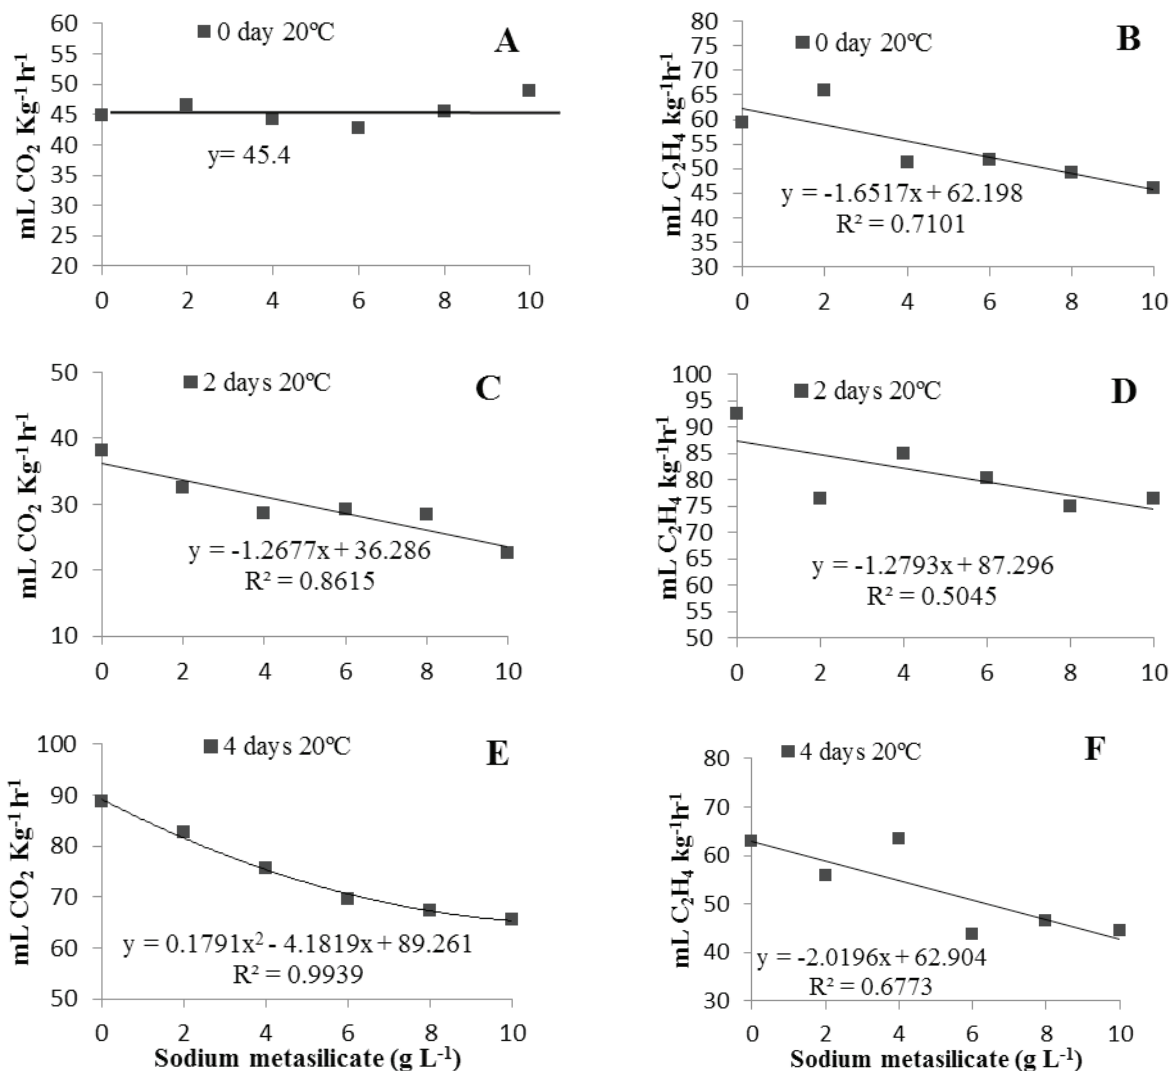 A
0 day 20ºC
mL CO2 Kg-1 h-1
60
55
50
45
40
35
30
25
20
y= 45.4
0 2 4 6 8 10
B
0 day 20ºC
mL C2H4 kg-1h-1
80
75
70
65
60
55
50
45
40
35
30
y = -1.6517x + 62.198
R² = 0.7101
0 2 4 6 8 10
C
2 days 20ºC
mL CO2 Kg-1 h-1
50
40
30
20
10
y = -1.2677x + 36.286
R² = 0.8615
0 2 4 6 8 10
D
2 days 20ºC
mL C2H4 kg-1h-1
100
95
90
85
80
75
70
65
60
55
50
y = -1.2793x + 87.296
R² = 0.5045
0 2 4 6 8 10
E
4 days 20ºC
mL CO2 Kg-1 h-1
100
90
80
70
60
50
y = 0.1791x² - 4.1819x + 89.261
R² = 0.9939
0 2 4 6 8 10
Sodium metasilicate (g L-1)
F
4 days 20ºC
mL C2H4 kg-1h-1
80
70
60
50
40
30
y = -2.0196x + 62.904
R² = 0.6773
0 2 4 6 8 10
Sodium metasilicate (g L-1)